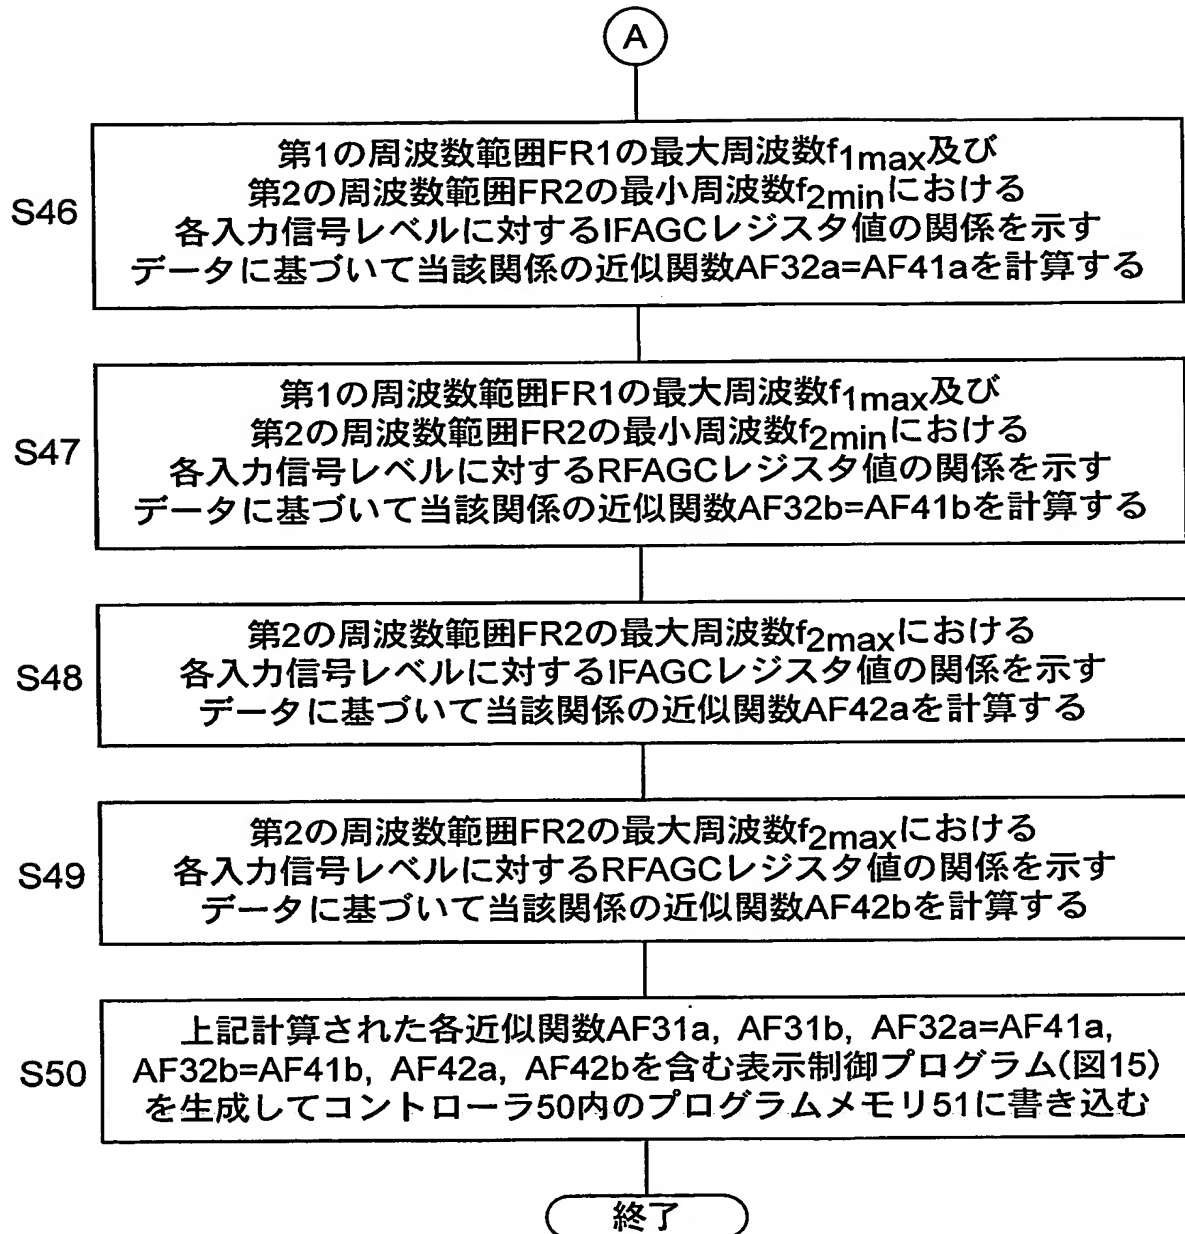 A
S46
第1の周波数範囲FR1の最大周波数f1max及び
第2の周波数範囲FR2の最小周波数f2minにおける
各入力信号レベルに対するIFAGCレジスタ値の関係を示す
データに基づいて当該関係の近似関数AF32a=AF41aを計算する
S47
第1の周波数範囲FR1の最大周波数f1max及び
第2の周波数範囲FR2の最小周波数f2minにおける
各入力信号レベルに対するRFAGCレジスタ値の関係を示す
データに基づいて当該関係の近似関数AF32b=AF41bを計算する
S48
第2の周波数範囲FR2の最大周波数f2maxにおける
各入力信号レベルに対するIFAGCレジスタ値の関係を示す
データに基づいて当該関係の近似関数AF42aを計算する
S49
第2の周波数範囲FR2の最大周波数f2maxにおける
各入力信号レベルに対するRFAGCレジスタ値の関係を示す
データに基づいて当該関係の近似関数AF42bを計算する
S50
上記計算された各近似関数AF31a, AF31b, AF32a=AF41a,
AF32b=AF41b, AF42a, AF42bを含む表示制御プログラム(図15)
を生成してコントローラ50内のプログラムメモリ51に書き込む
終了